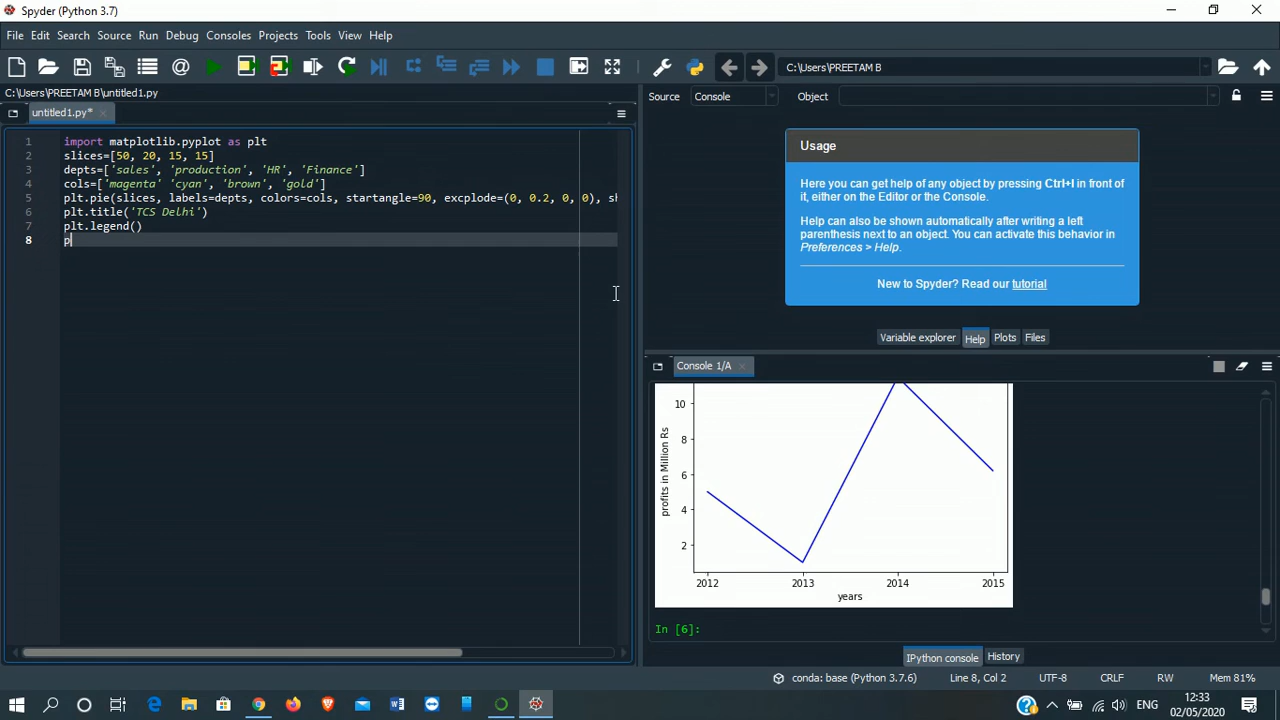 Spyder (Python 3.7)
File Edit Search Source Run Debug Consoles Projects Tools View Help
C:\Users\PREETAM B
C:\Users\PREETAM B\untitled1.py
untitled1.py*
1 import matplotlib.pyplot as plt
2 slices=[50, 20, 15, 15]
3 depts=['sales', 'production', 'HR', 'Finance']
4 cols=['magenta' 'cyan', 'brown', 'gold']
5 plt.pie(slices, labels=depts, colors=cols, startangle=90, excplode=(0, 0.2, 0, 0), sh
6 plt.title('TCS Delhi')
7 plt.legend()
8 p
Source Console Object
Usage
Here you can get help of any object by pressing Ctrl+I in front of
it, either on the Editor or the Console.
Help can also be shown automatically after writing a left
parenthesis next to an object. You can activate this behavior in
Preferences > Help.
New to Spyder? Read our tutorial
Variable explorer Help Plots Files
Console 1/A
10
8
6
4
2
profits in Million Rs
2012 2013 2014 2015
years
In [6]:
IPython console History
conda: base (Python 3.7.6) Line 8, Col 2 UTF-8 CRLF RW Mem 81%
ENG
12:33
02/05/2020